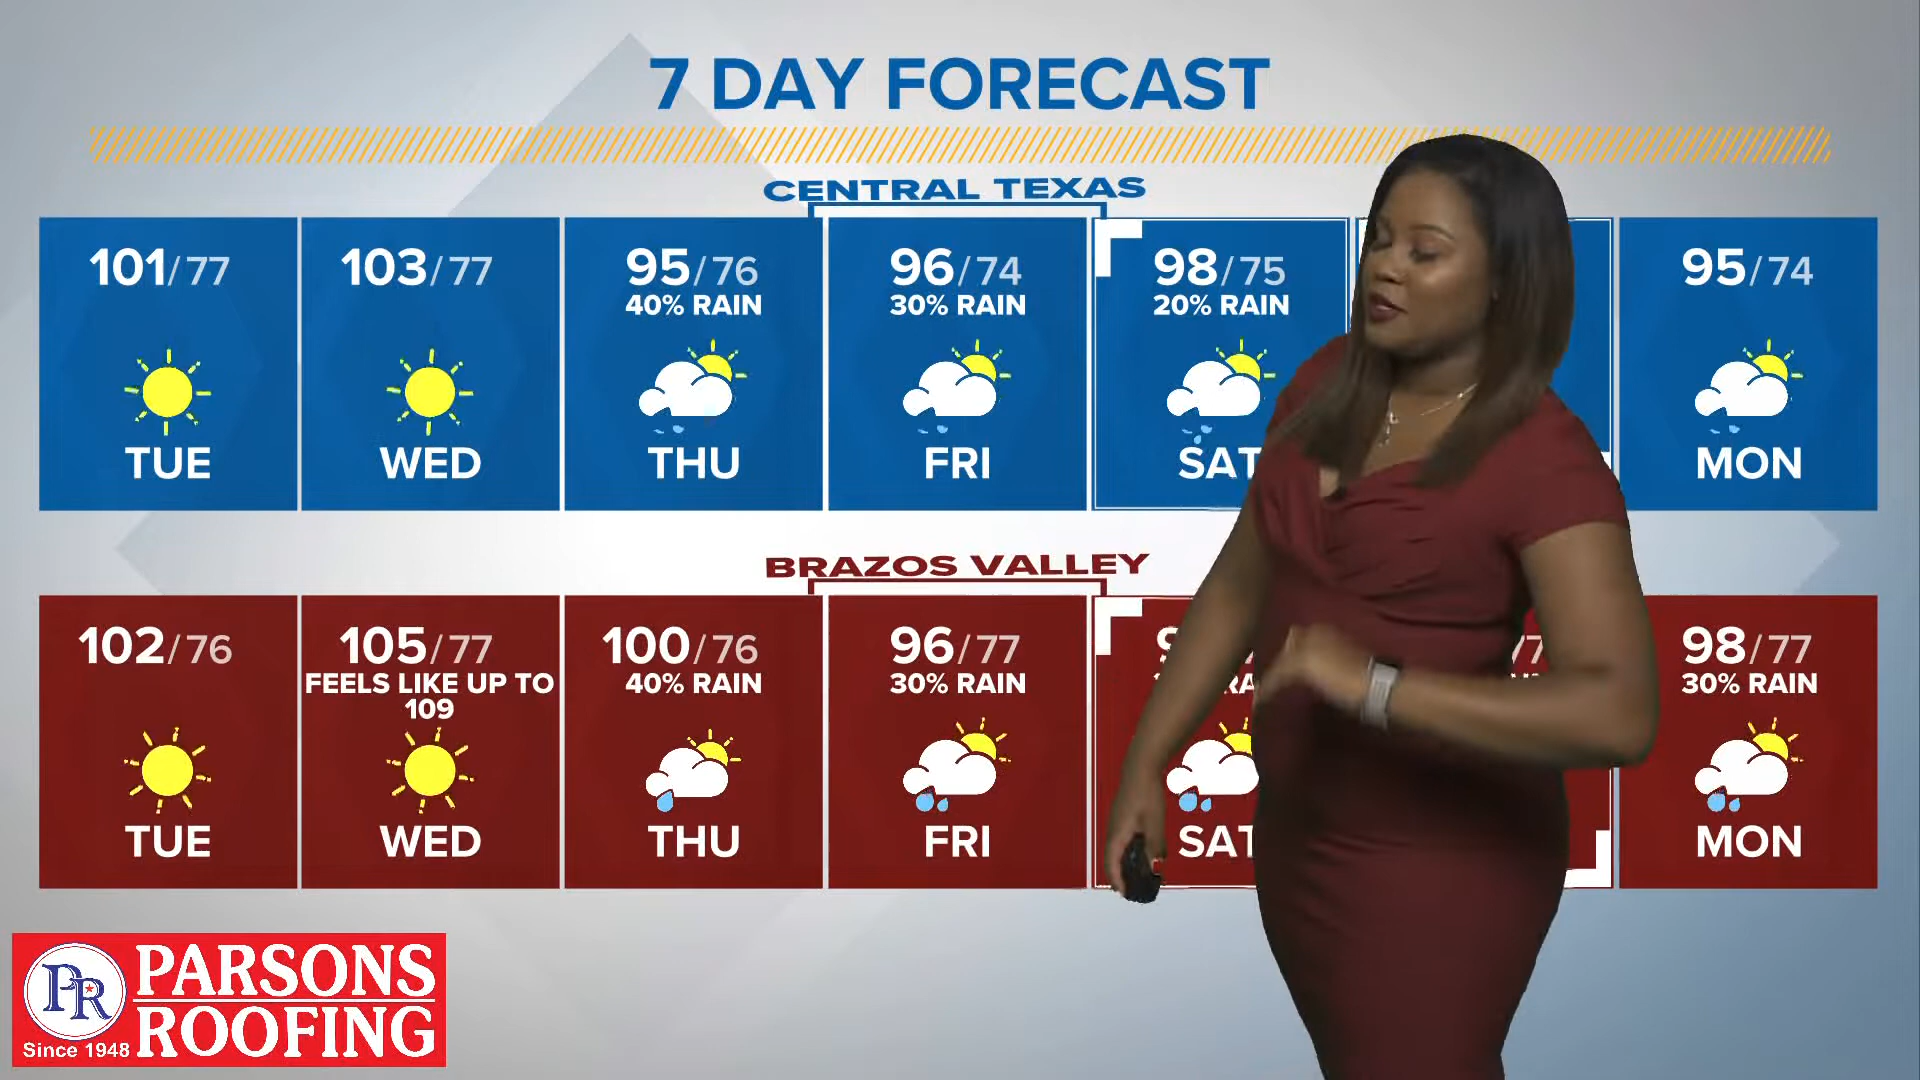 7 DAY FORECAST
CENTRAL TEXAS
101/77 103/77 95/76 96/74 98/75 95/74
40% RAIN 30% RAIN 20% RAIN
TUE WED THU FRI SAT MON
BRAZOS VALLEY
102/76 105/77 100/76 96/77 98/77
FEELS LIKE UP TO 40% RAIN 30% RAIN 30% RAIN
109
TUE WED THU FRI SAT MON
PR PARSONS
ROOFING
Since 1948